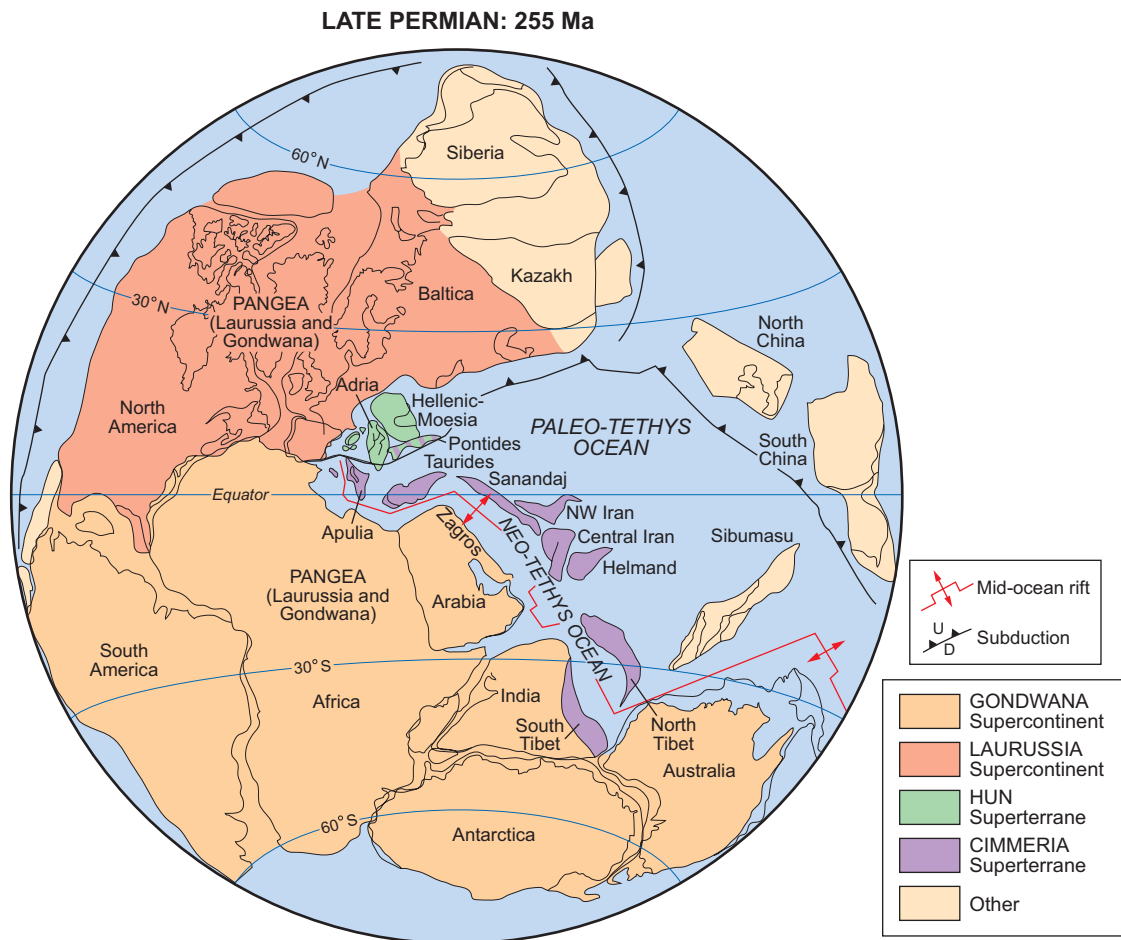 LATE PERMIAN: 255 Ma
60°N
Siberia
Kazakh
30°N
Baltica
PANGEA
(Laurussia and
Gondwana)
North
China
Adria
Hellenic-
Moesia
North
America
PALEO-TETHYS
OCEAN
Pontides
South
China
Taurides
Sanandaj
Equator
NW Iran
Apulia
Zagros
Central Iran
Sibumasu
NEO-TETHYS OCEAN
Helmand
PANGEA
(Laurussia and
Gondwana)
Arabia
South
America
30°S
Africa
India
South
Tibet
North
Tibet
Australia
60°S
Antarctica
Mid-ocean rift
U
D
Subduction
GONDWANA
Supercontinent
LAURUSSIA
Supercontinent
HUN
Superterrane
CIMMERIA
Superterrane
Other